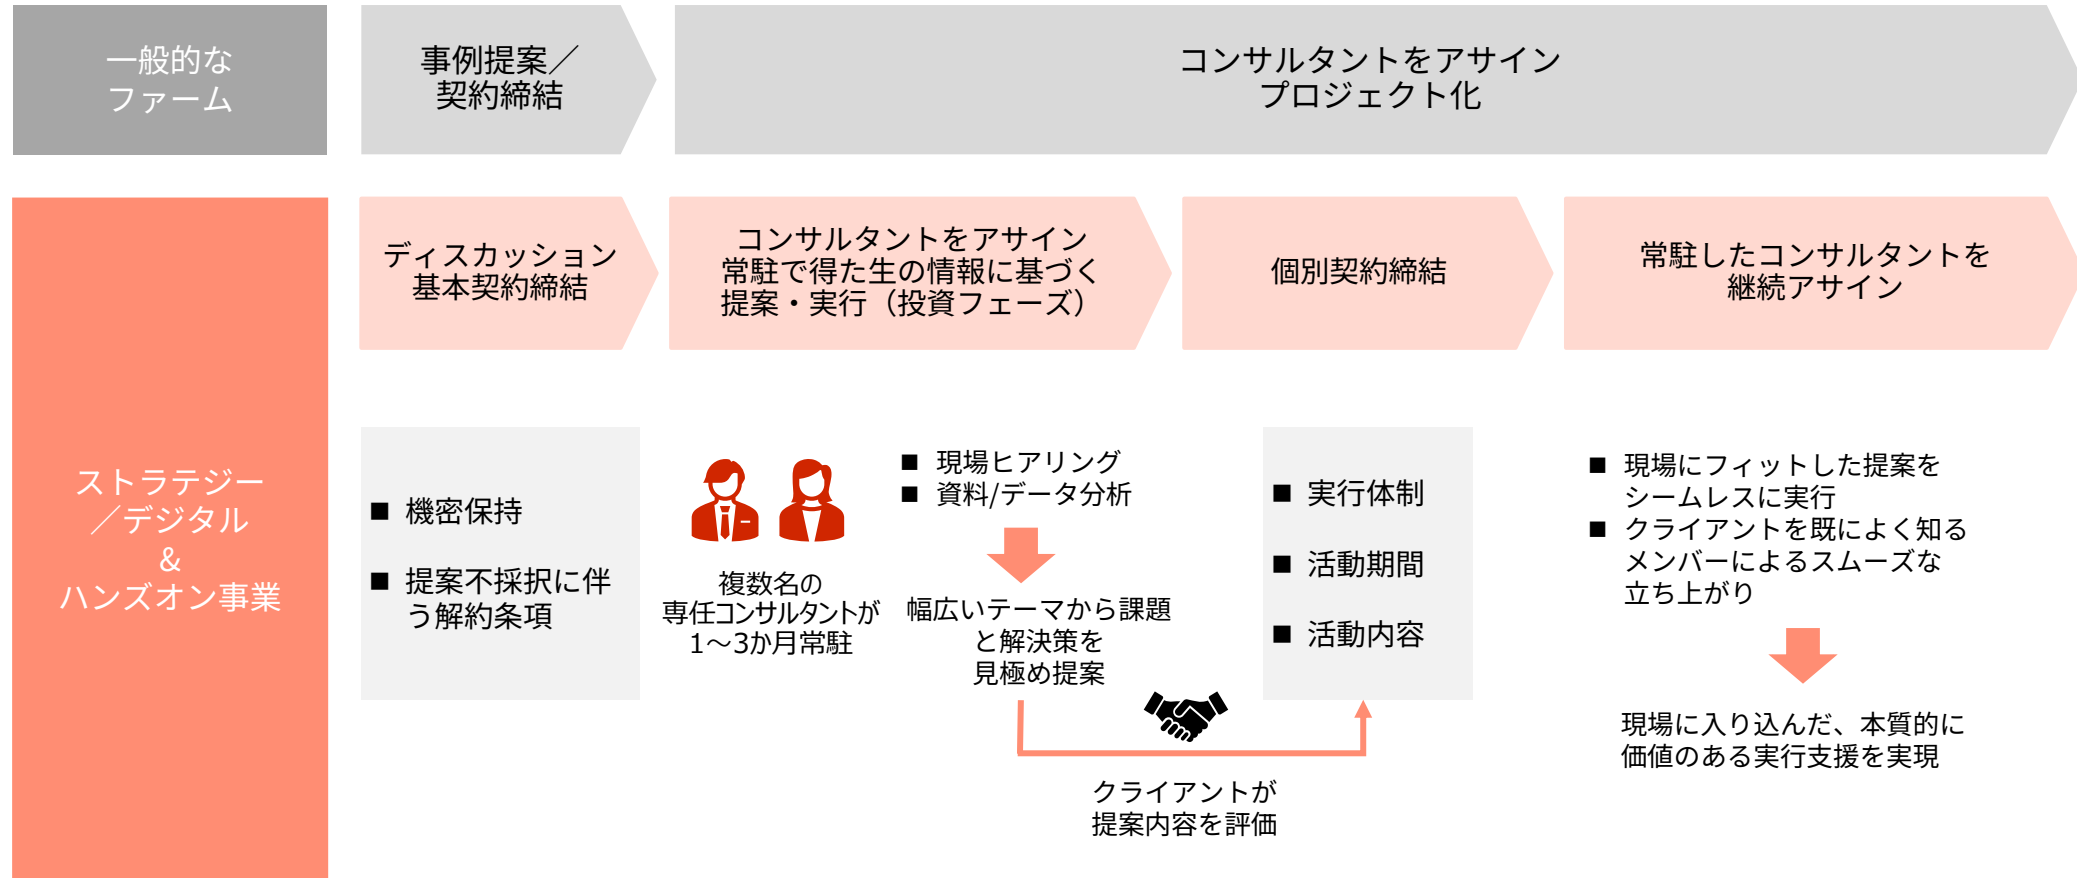 一般的な
ファーム
事例提案／
契約締結
コンサルタントをアサイン
プロジェクト化
ストラテジー
／デジタル
&
ハンズオン事業
ディスカッション
基本契約締結
コンサルタントをアサイン
常駐で得た生の情報に基づく
提案・実行（投資フェーズ）
個別契約締結
常駐したコンサルタントを
継続アサイン
■ 機密保持
■ 提案不採択に伴
う解約条項
複数名の
専任コンサルタントが
1～3か月常駐
■ 現場ヒアリング
■ 資料/データ分析
幅広いテーマから課題
と解決策を
見極め提案
クライアントが
提案内容を評価
■ 実行体制
■ 活動期間
■ 活動内容
■ 現場にフィットした提案を
シームレスに実行
■ クライアントを既によく知る
メンバーによるスムーズな
立ち上がり
現場に入り込んだ、本質的に
価値のある実行支援を実現